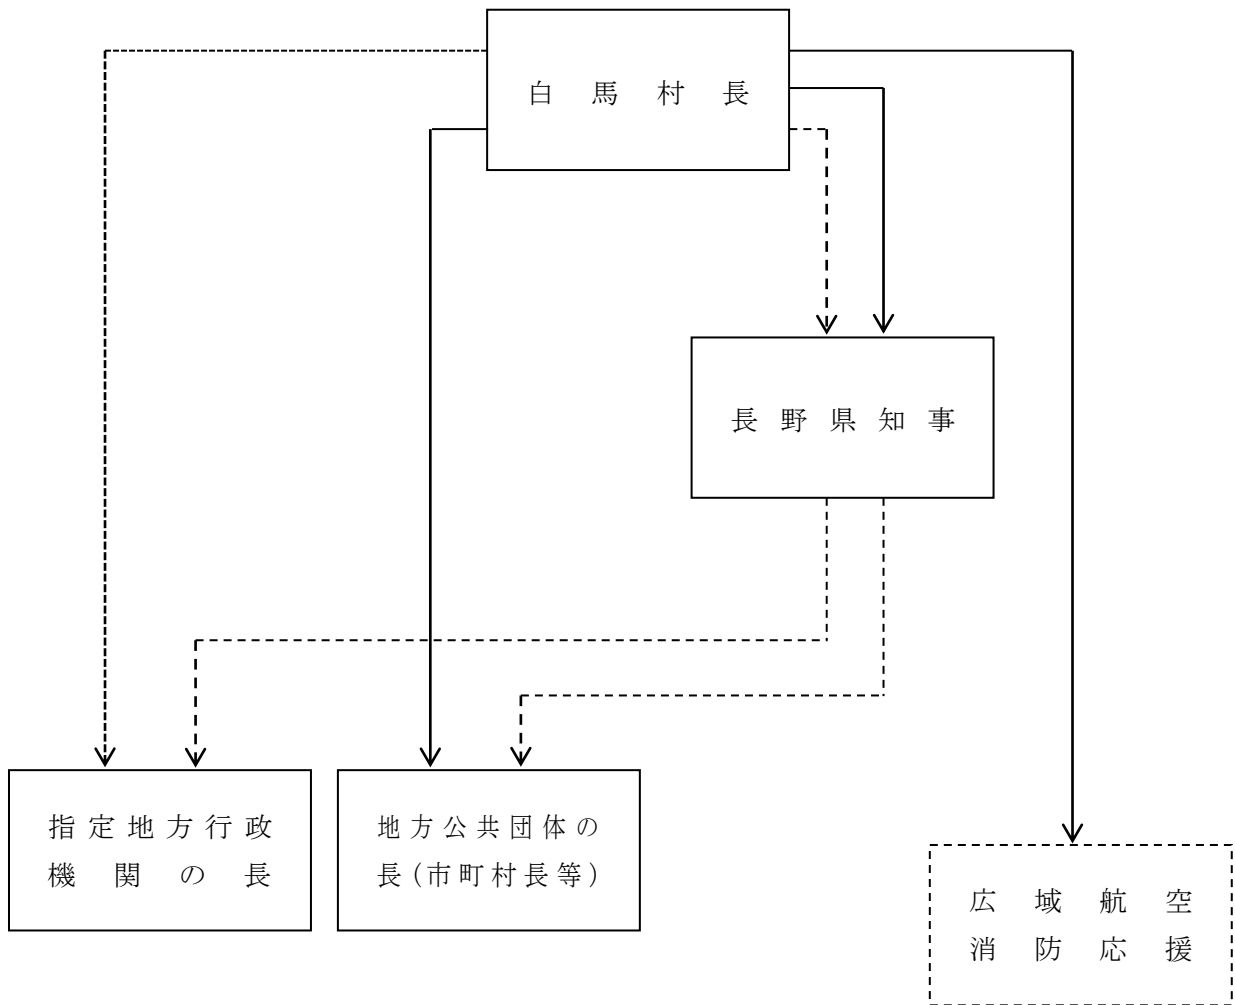 白馬村長
長野県知事
指定地方行政
機関の長
地方公共団体の
長(市町村長等)
広域航空
消防応援